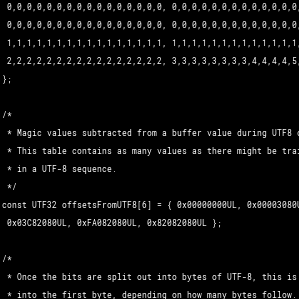 0,0,0,0,0,0,0,0,0,0,0,0,0,0,0,0, 0,0,0,0,0,0,0,0,0,0,0,0,0
0,0,0,0,0,0,0,0,0,0,0,0,0,0,0,0, 0,0,0,0,0,0,0,0,0,0,0,0,0
1,1,1,1,1,1,1,1,1,1,1,1,1,1,1,1, 1,1,1,1,1,1,1,1,1,1,1,1,1
2,2,2,2,2,2,2,2,2,2,2,2,2,2,2,2, 3,3,3,3,3,3,3,3,4,4,4,4,5
};
/*
* Magic values subtracted from a buffer value during UTF8
* This table contains as many values as there might be trai
* in a UTF-8 sequence.
*/
const UTF32 offsetsFromUTF8[6] = { 0x00000000UL, 0x00003080U
0x03C82080UL, 0xFA082080UL, 0x82082080UL };
/*
* Once the bits are split out into bytes of UTF-8, this is
* into the first byte, depending on how many bytes follow.